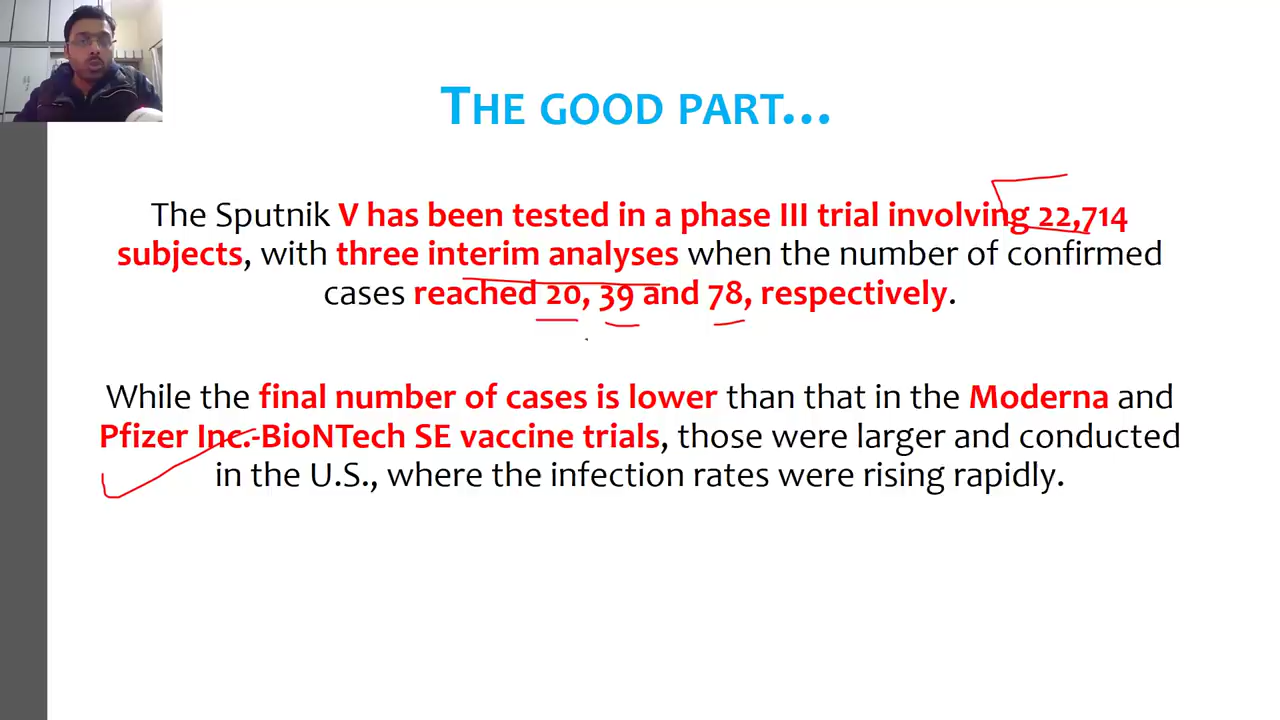 THE GOOD PART...
The Sputnik V has been tested in a phase III trial involving 22,714
subjects, with three interim analyses when the number of confirmed
cases reached 20, 39 and 78, respectively.
While the final number of cases is lower than that in the Moderna and
Pfizer Inc.-BioNTech SE vaccine trials, those were larger and conducted
in the U.S., where the infection rates were rising rapidly.